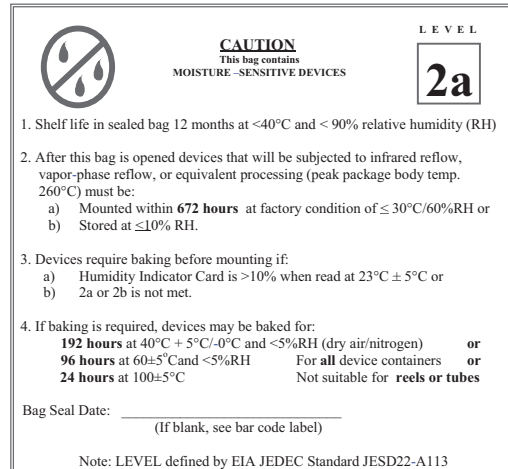 LEVEL
CAUTION
This bag contains
MOISTURE –SENSITIVE DEVICES
2a
1. Shelf life in sealed bag 12 months at <40°C and < 90% relative humidity (RH)
2. After this bag is opened devices that will be subjected to infrared reflow,
vapor-phase reflow, or equivalent processing (peak package body temp.
260°C) must be:
a) Mounted within 672 hours at factory condition of ≤ 30°C/60%RH or
b) Stored at ≤10% RH.
3. Devices require baking before mounting if:
a) Humidity Indicator Card is >10% when read at 23°C ± 5°C or
b) 2a or 2b is not met.
4. If baking is required, devices may be baked for:
192 hours at 40°C + 5°C/-0°C and <5%RH (dry air/nitrogen) or
96 hours at 60±5°Cand <5%RH For all device containers or
24 hours at 100±5°C Not suitable for reels or tubes
Bag Seal Date: ______________________________
(If blank, see bar code label)
Note: LEVEL defined by EIA JEDEC Standard JESD22-A113